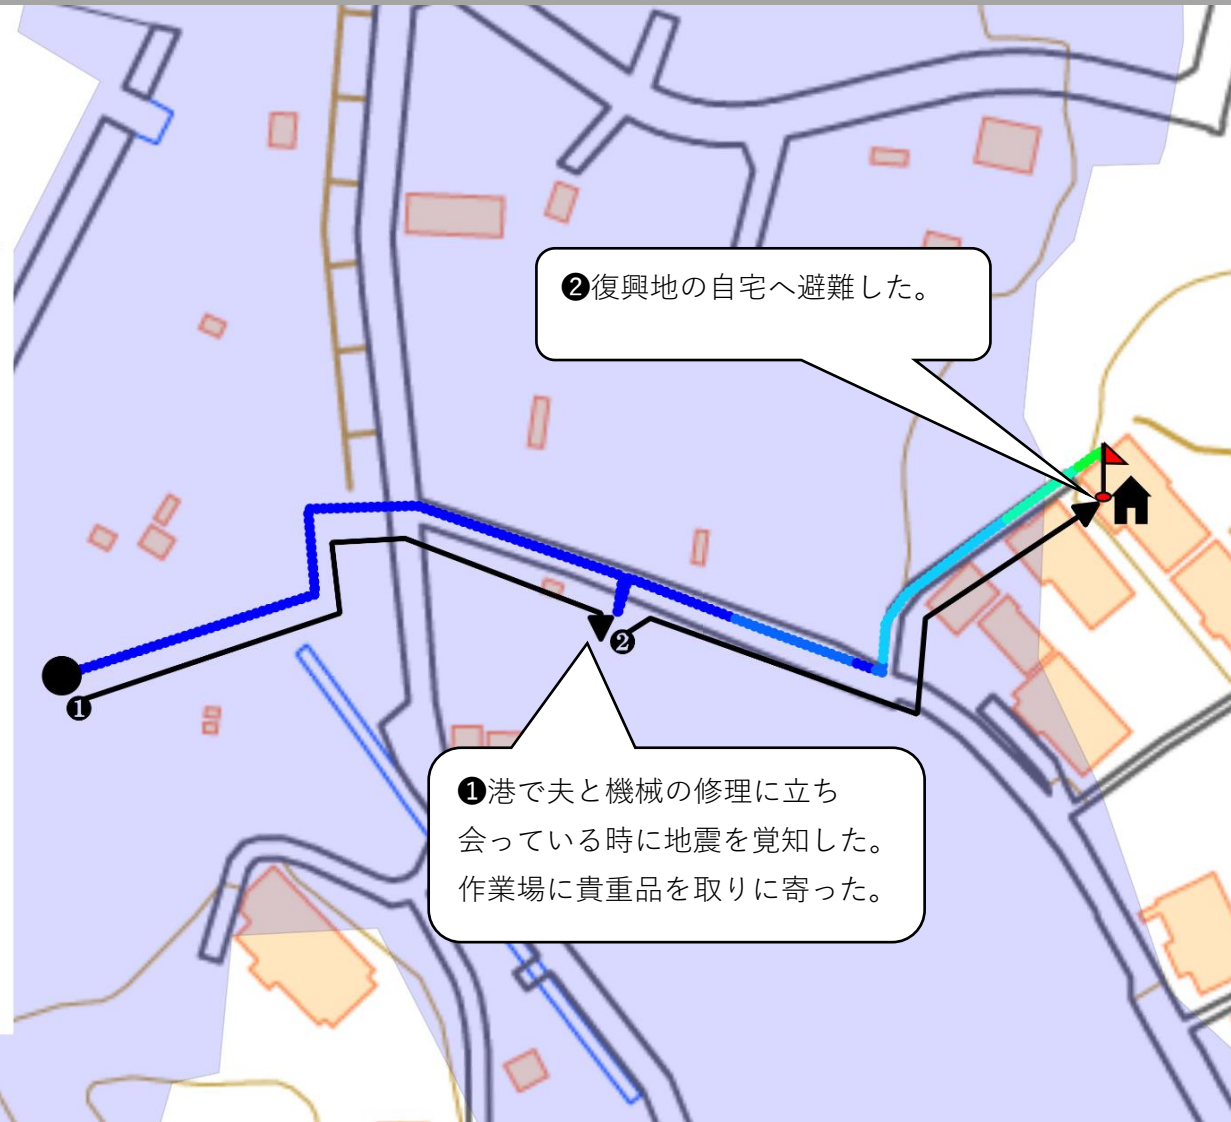 ❷復興地の自宅へ避難した。
❷
❶
❶港で夫と機械の修理に立ち
会っている時に地震を覚知した。
作業場に貴重品を取りに寄った。